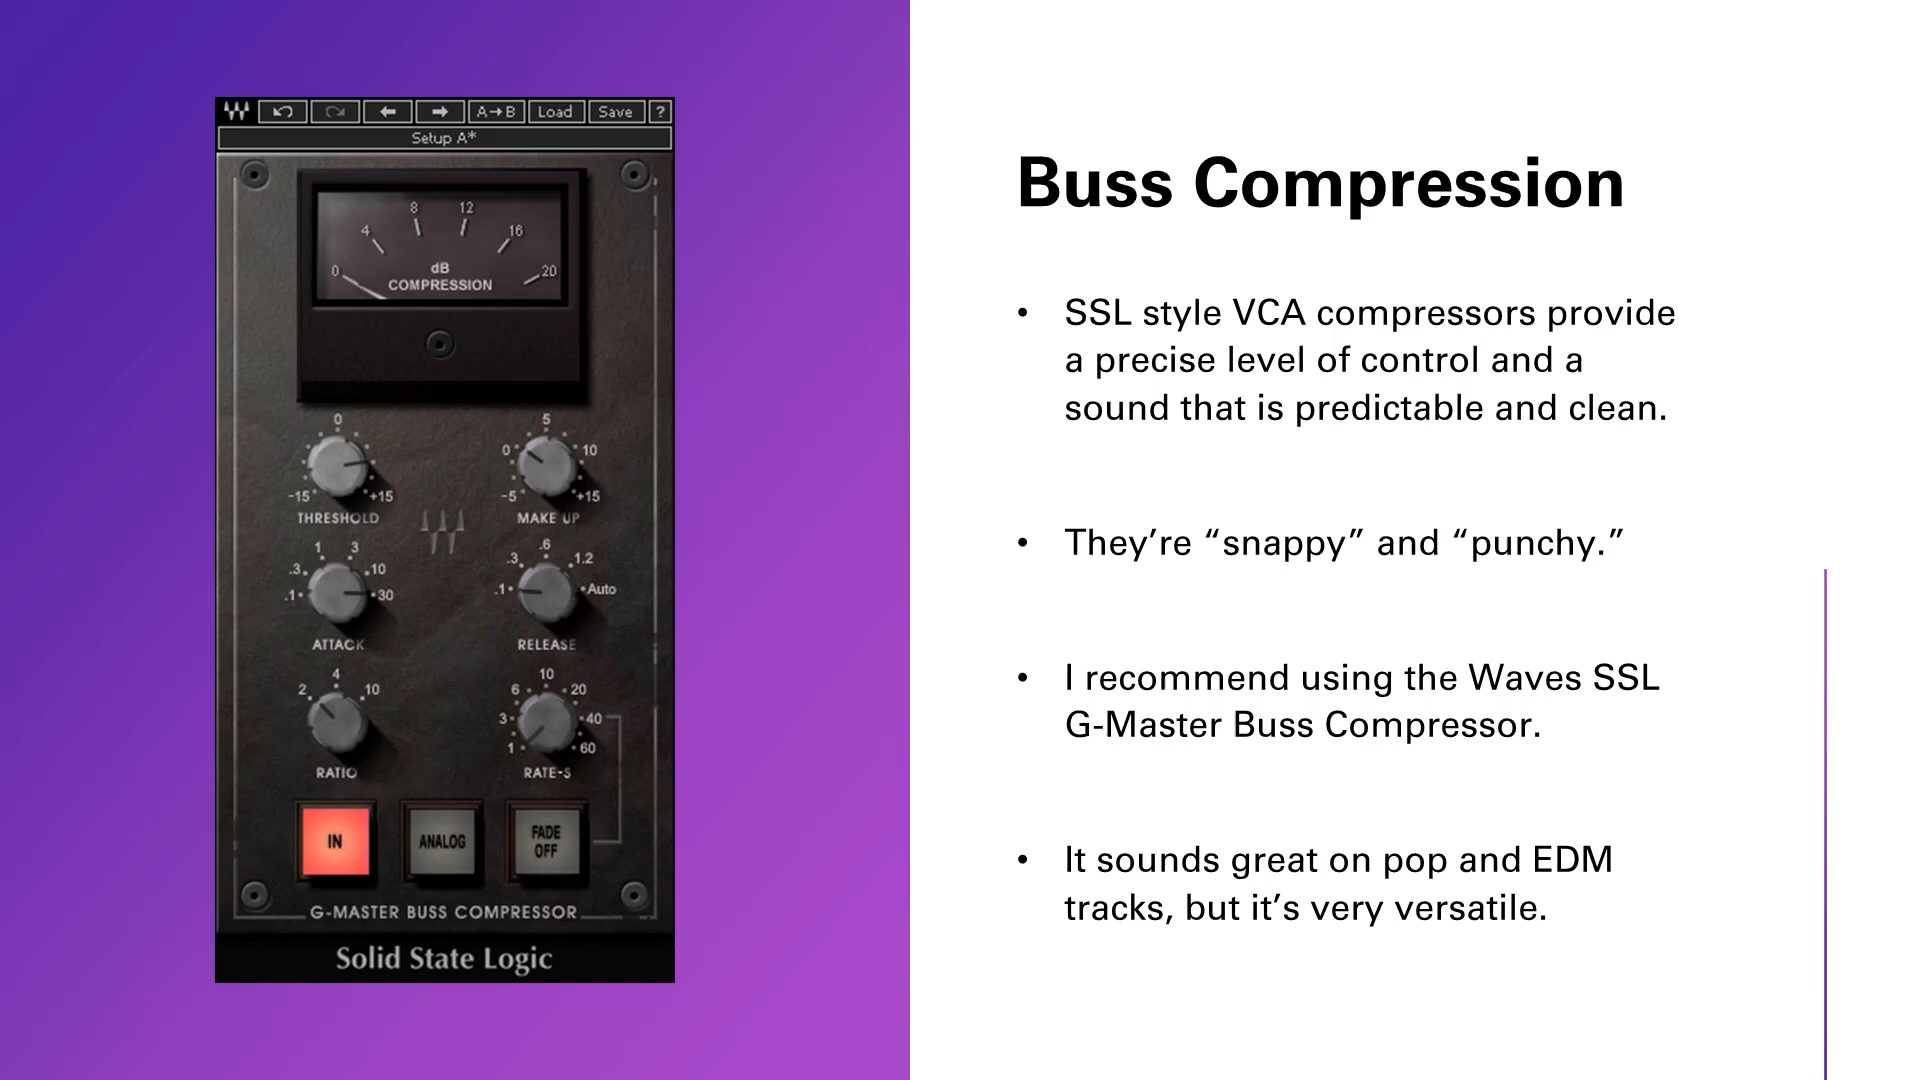 A→B Load Save ?
Setup A*
0 4 8 12 16 20
dB
COMPRESSION
0
-15 +15
THRESHOLD
5
0 10
-5 +15
MAKE UP
1 3
.3 10
.1 30
ATTACK
.6
.3 1.2
.1 Auto
RELEASE
4
2 10
RATIO
10
6 20
3 40
1 60
RATE-S
IN
ANALOG
FADE
OFF
G-MASTER BUSS COMPRESSOR
Solid State Logic
Buss Compression
• SSL style VCA compressors provide
a precise level of control and a
sound that is predictable and clean.
• They’re “snappy” and “punchy.”
• I recommend using the Waves SSL
G-Master Buss Compressor.
• It sounds great on pop and EDM
tracks, but it’s very versatile.